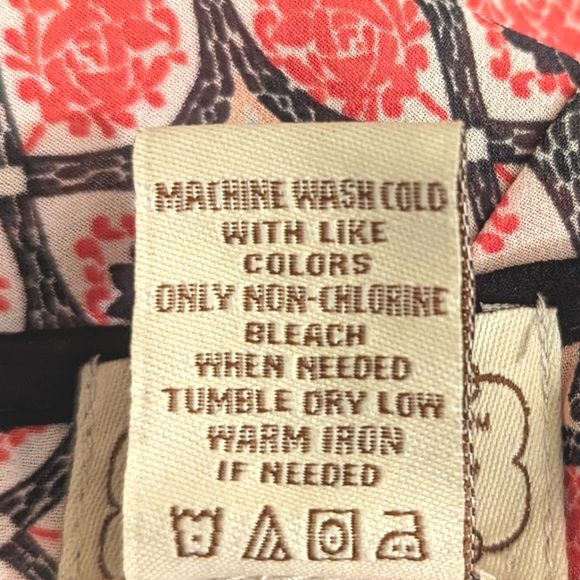 MACHINE WASH COLD
WITH LIKE
COLORS
ONLY NON-CHLORINE
BLEACH
WHEN NEEDED
TUMBLE DRY LOW
WARM IRON
IF NEEDED